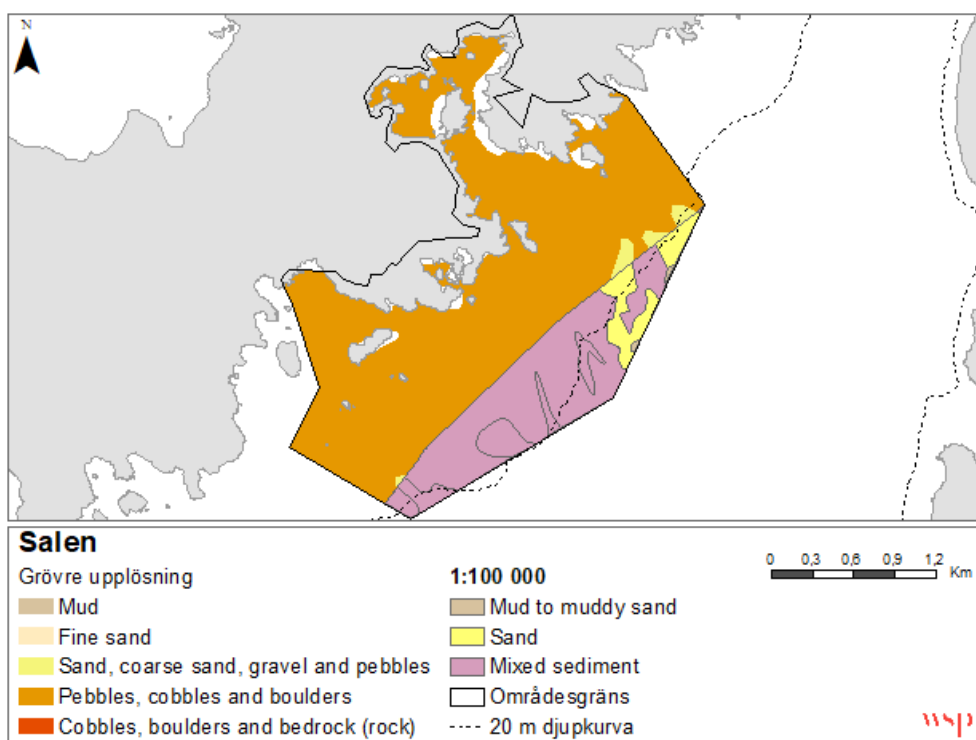 N
Salen
Grövre upplösning
Mud
Fine sand
Sand, coarse sand, gravel and pebbles
Pebbles, cobbles and boulders
Cobbles, boulders and bedrock (rock)
1:100 000
Mud to muddy sand
Sand
Mixed sediment
Områdesgräns
20 m djupkurva
0 0,3 0,6 0,9 1,2
Km
wsp